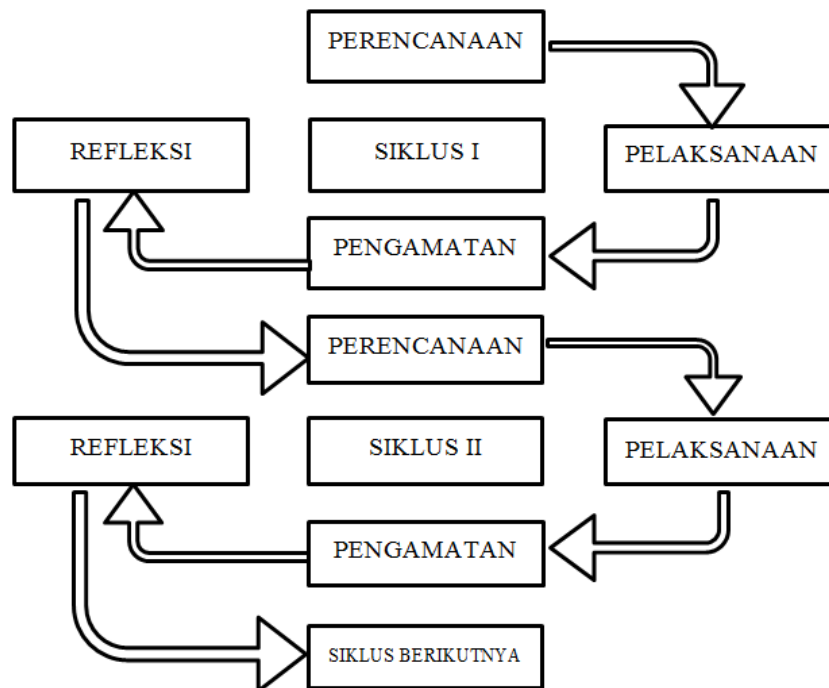 PERENCANAAN
REFLEKSI
SIKLUS I
PELAKSANAAN
PENGAMATAN
PERENCANAAN
REFLEKSI
SIKLUS II
PELAKSANAAN
PENGAMATAN
SIKLUS BERIKUTNYA